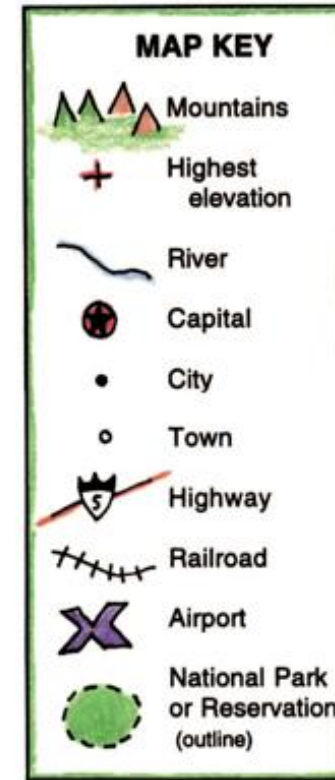 MAP KEY
Mountains
Highest
elevation
River
Capital
City
Town
5
Highway
Railroad
Airport
National Park
or Reservation
(outline)